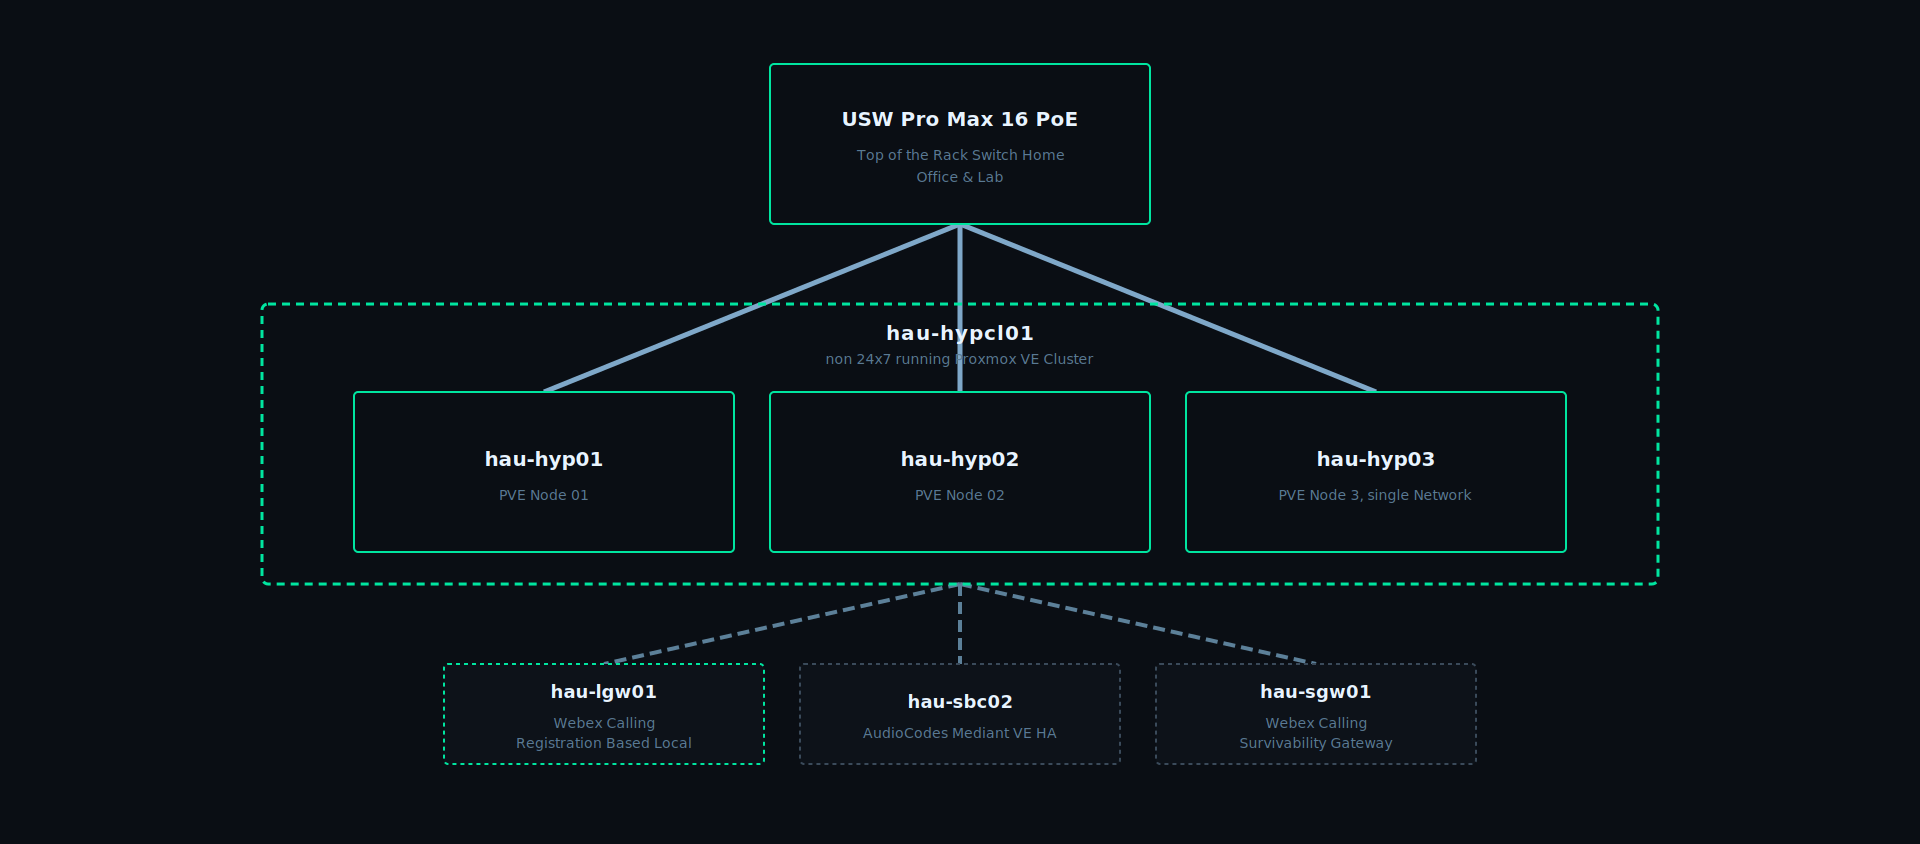 USW Pro Max 16 PoE
Top of the Rack Switch Home
Office & Lab
hau-hypcl01
non 24x7 running Proxmox VE Cluster
hau-hyp01
PVE Node 01
hau-hyp02
PVE Node 02
hau-hyp03
PVE Node 3, single Network
hau-lgw01
Webex Calling
Registration Based Local
hau-sbc02
AudioCodes Mediant VE HA
hau-sgw01
Webex Calling
Survivability Gateway